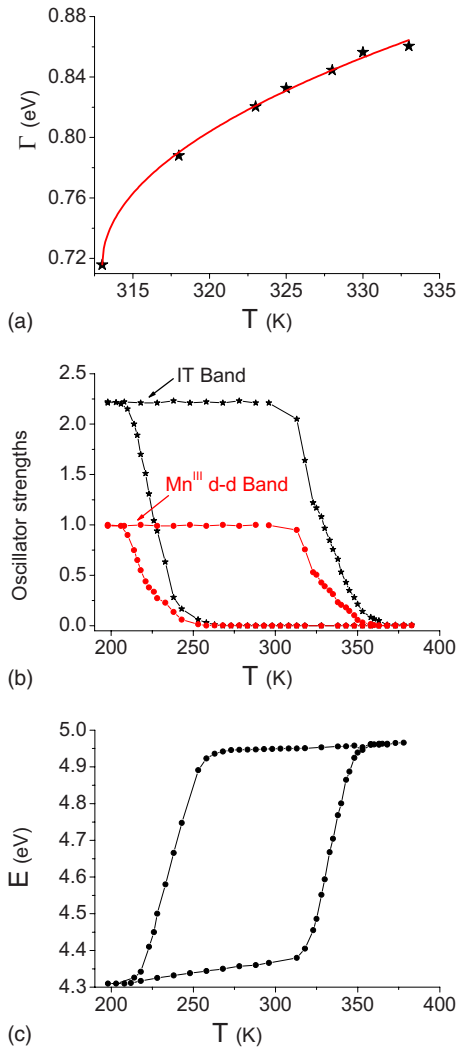 0.88
0.84
0.80
0.76
0.72
Γ (eV)
315 320 325 330 335
(a) T (K)
2.5
2.0
1.5
1.0
0.5
0.0
Oscillator strengths
IT Band
Mn^III d-d Band
200 250 300 350 400
(b) T (K)
5.0
4.9
4.8
4.7
4.6
4.5
4.4
4.3
E (eV)
200 250 300 350 400
(c) T (K)